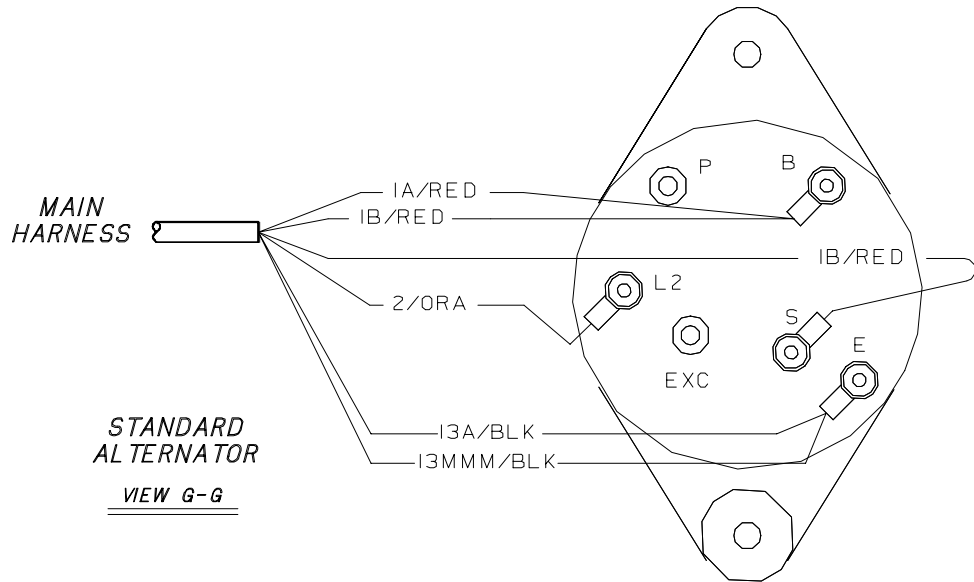 P
B
1A/RED
1B/RED
MAIN
HARNESS
1B/RED
L2
2/ORA
S
E
EXC
STANDARD
ALTERNATOR
13A/BLK
13MMM/BLK
VIEW G-G